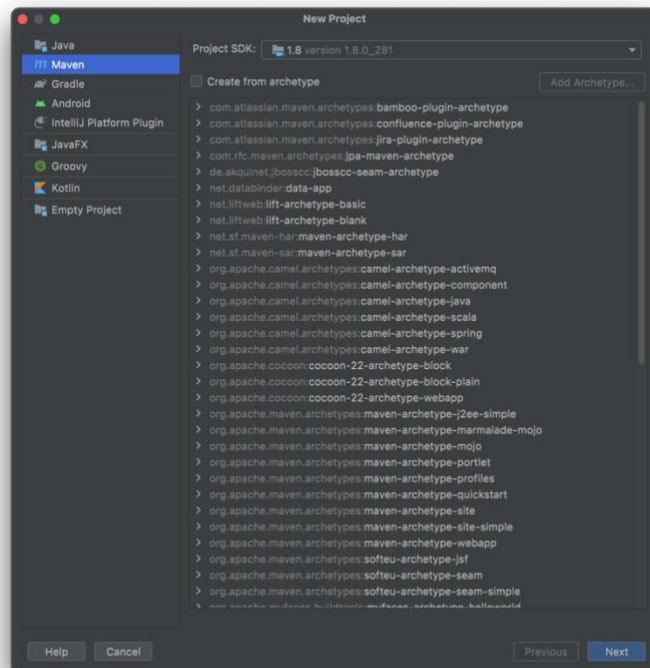 New Project
Java
Maven
Gradle
Android
IntelliJ Platform Plugin
JavaFX
Groovy
Kotlin
Empty Project
Project SDK: 1.8 version 1.8.0_281
Create from archetype
Add Archetype...
com.atlassian.maven.archetypes:bamboo-plugin-archetype
com.atlassian.maven.archetypes:confluence-plugin-archetype
com.atlassian.maven.archetypes:jira-plugin-archetype
com.rfc.maven.archetypes:jpa-maven-archetype
de.akquinet.jbosscc:jbosscc-seam-archetype
net.databinder:data-app
net.liftweb:lift-archetype-basic
net.liftweb:lift-archetype-blank
net.sf.maven-har:maven-archetype-har
net.sf.maven-sar:maven-archetype-sar
org.apache.camel.archetypes:camel-archetype-activemq
org.apache.camel.archetypes:camel-archetype-component
org.apache.camel.archetypes:camel-archetype-java
org.apache.camel.archetypes:camel-archetype-scala
org.apache.camel.archetypes:camel-archetype-spring
org.apache.camel.archetypes:camel-archetype-war
org.apache.cocoon:cocoon-22-archetype-block
org.apache.cocoon:cocoon-22-archetype-block-plain
org.apache.cocoon:cocoon-22-archetype-webapp
org.apache.maven.archetypes:maven-archetype-j2ee-simple
org.apache.maven.archetypes:maven-archetype-marmalade-mojo
org.apache.maven.archetypes:maven-archetype-mojo
org.apache.maven.archetypes:maven-archetype-portlet
org.apache.maven.archetypes:maven-archetype-profiles
org.apache.maven.archetypes:maven-archetype-quickstart
org.apache.maven.archetypes:maven-archetype-site
org.apache.maven.archetypes:maven-archetype-site-simple
org.apache.maven.archetypes:maven-archetype-webapp
org.apache.maven.archetypes:softeu-archetype-jsf
org.apache.maven.archetypes:softeu-archetype-seam
org.apache.maven.archetypes:softeu-archetype-seam-simple
org.apache.myfaces.buildtools:myfaces-archetype-helloworld
Help
Cancel
Previous
Next